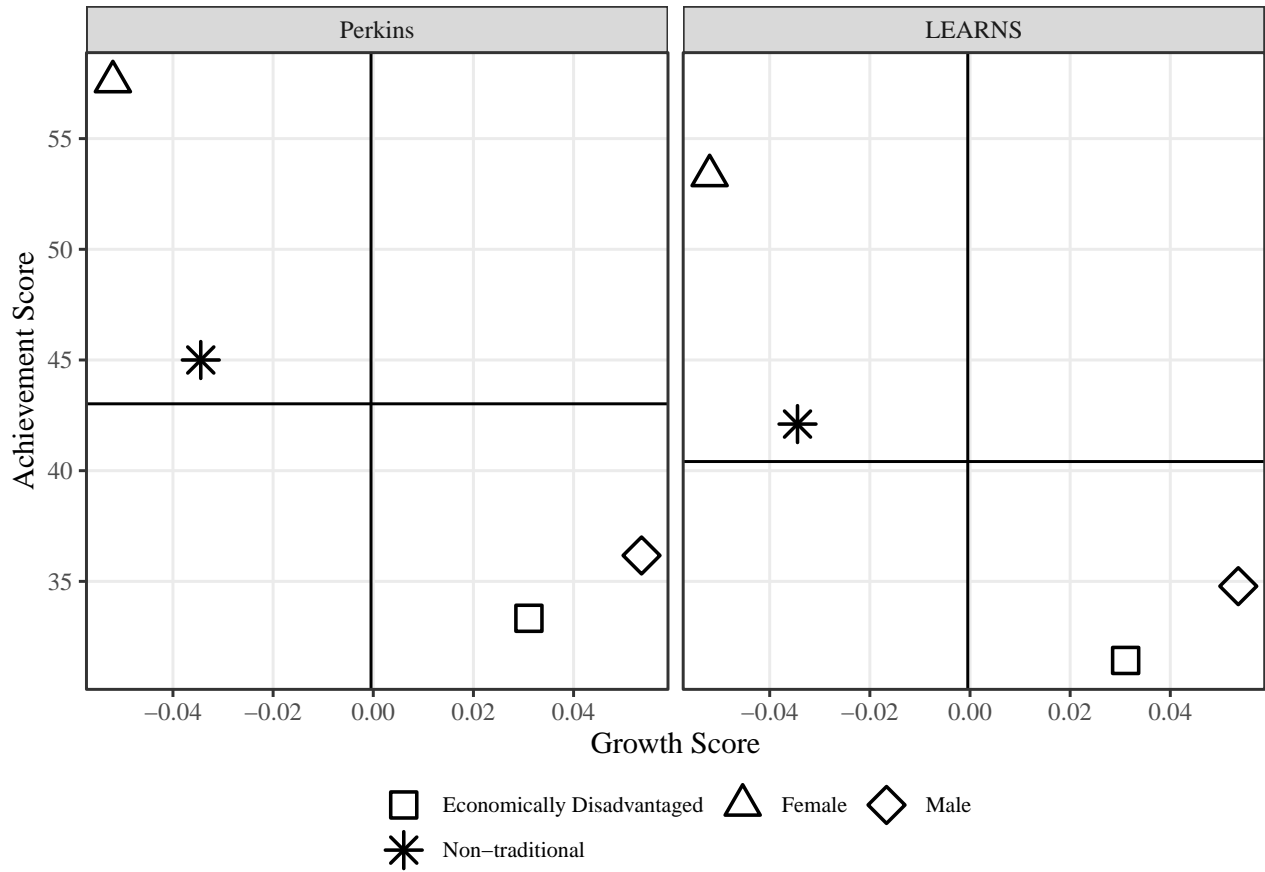 Perkins LEARNS
55
50
45
40
35
Achievement Score
−0.04 −0.02 0.00 0.02 0.04 −0.04 −0.02 0.00 0.02 0.04
Growth Score
Economically Disadvantaged Female Male
Non−traditional